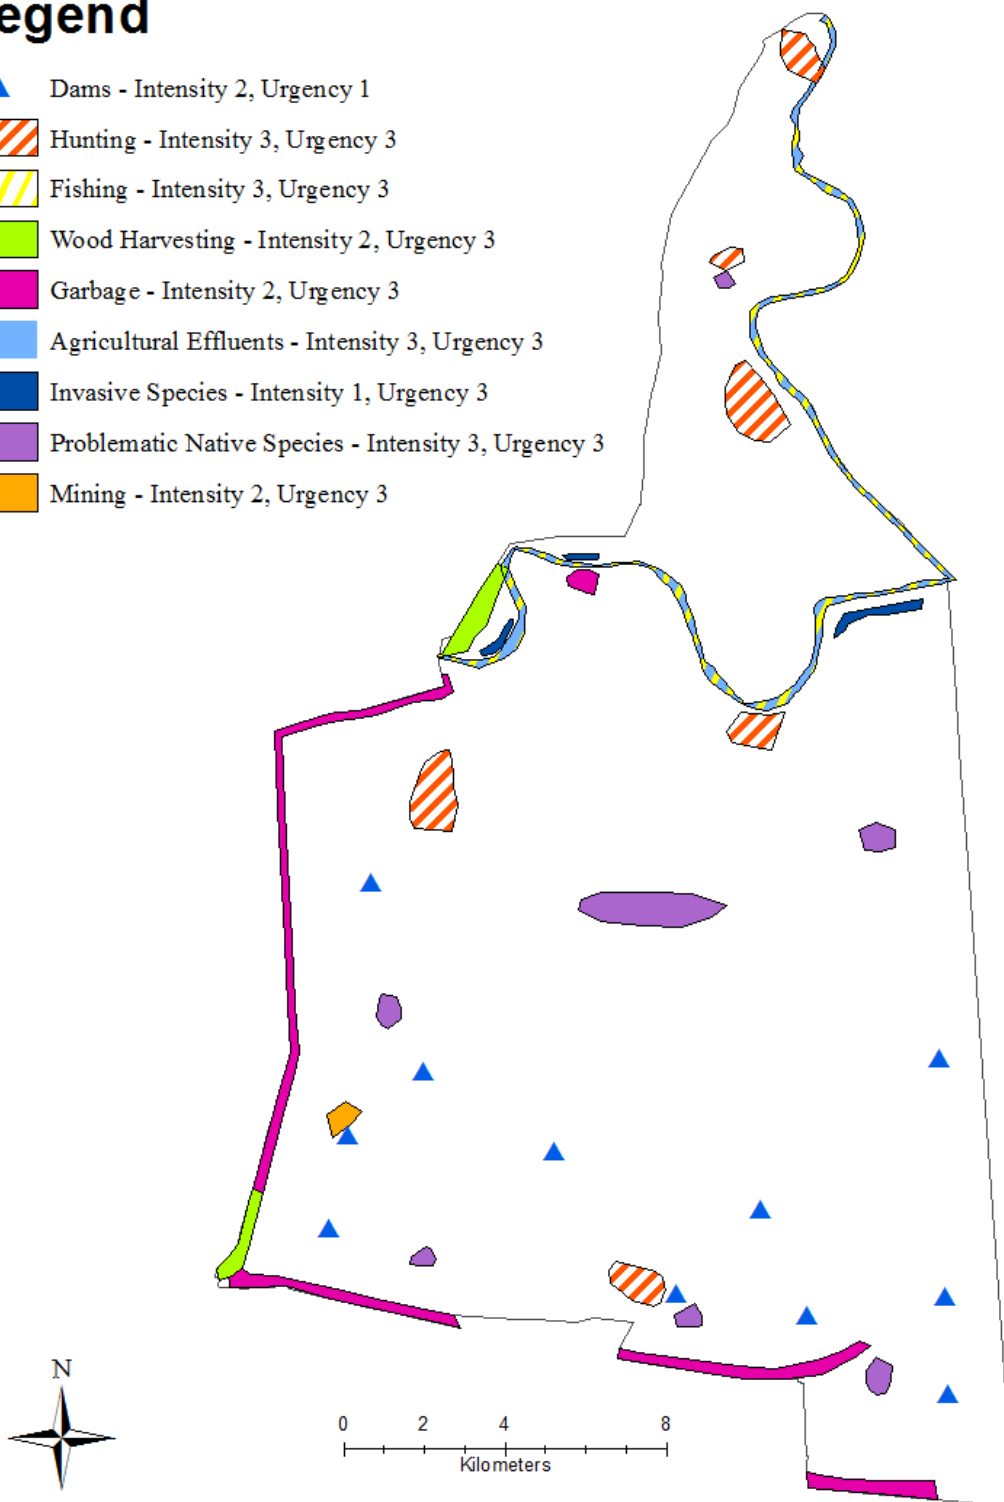 egend
Dams - Intensity 2, Urgency 1
Hunting - Intensity 3, Urgency 3
Fishing - Intensity 3, Urgency 3
Wood Harvesting - Intensity 2, Urgency 3
Garbage - Intensity 2, Urgency 3
Agricultural Effluents - Intensity 3, Urgency 3
Invasive Species - Intensity 1, Urgency 3
Problematic Native Species - Intensity 3, Urgency 3
Mining - Intensity 2, Urgency 3
N
0 2 4 8
Kilometers